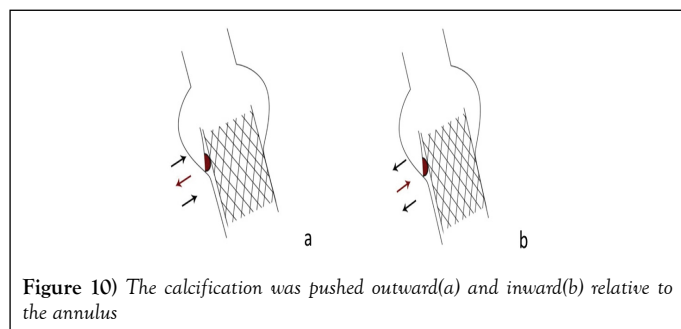 a
b
Figure 10) The calcification was pushed outward(a) and inward(b) relative to
the annulus